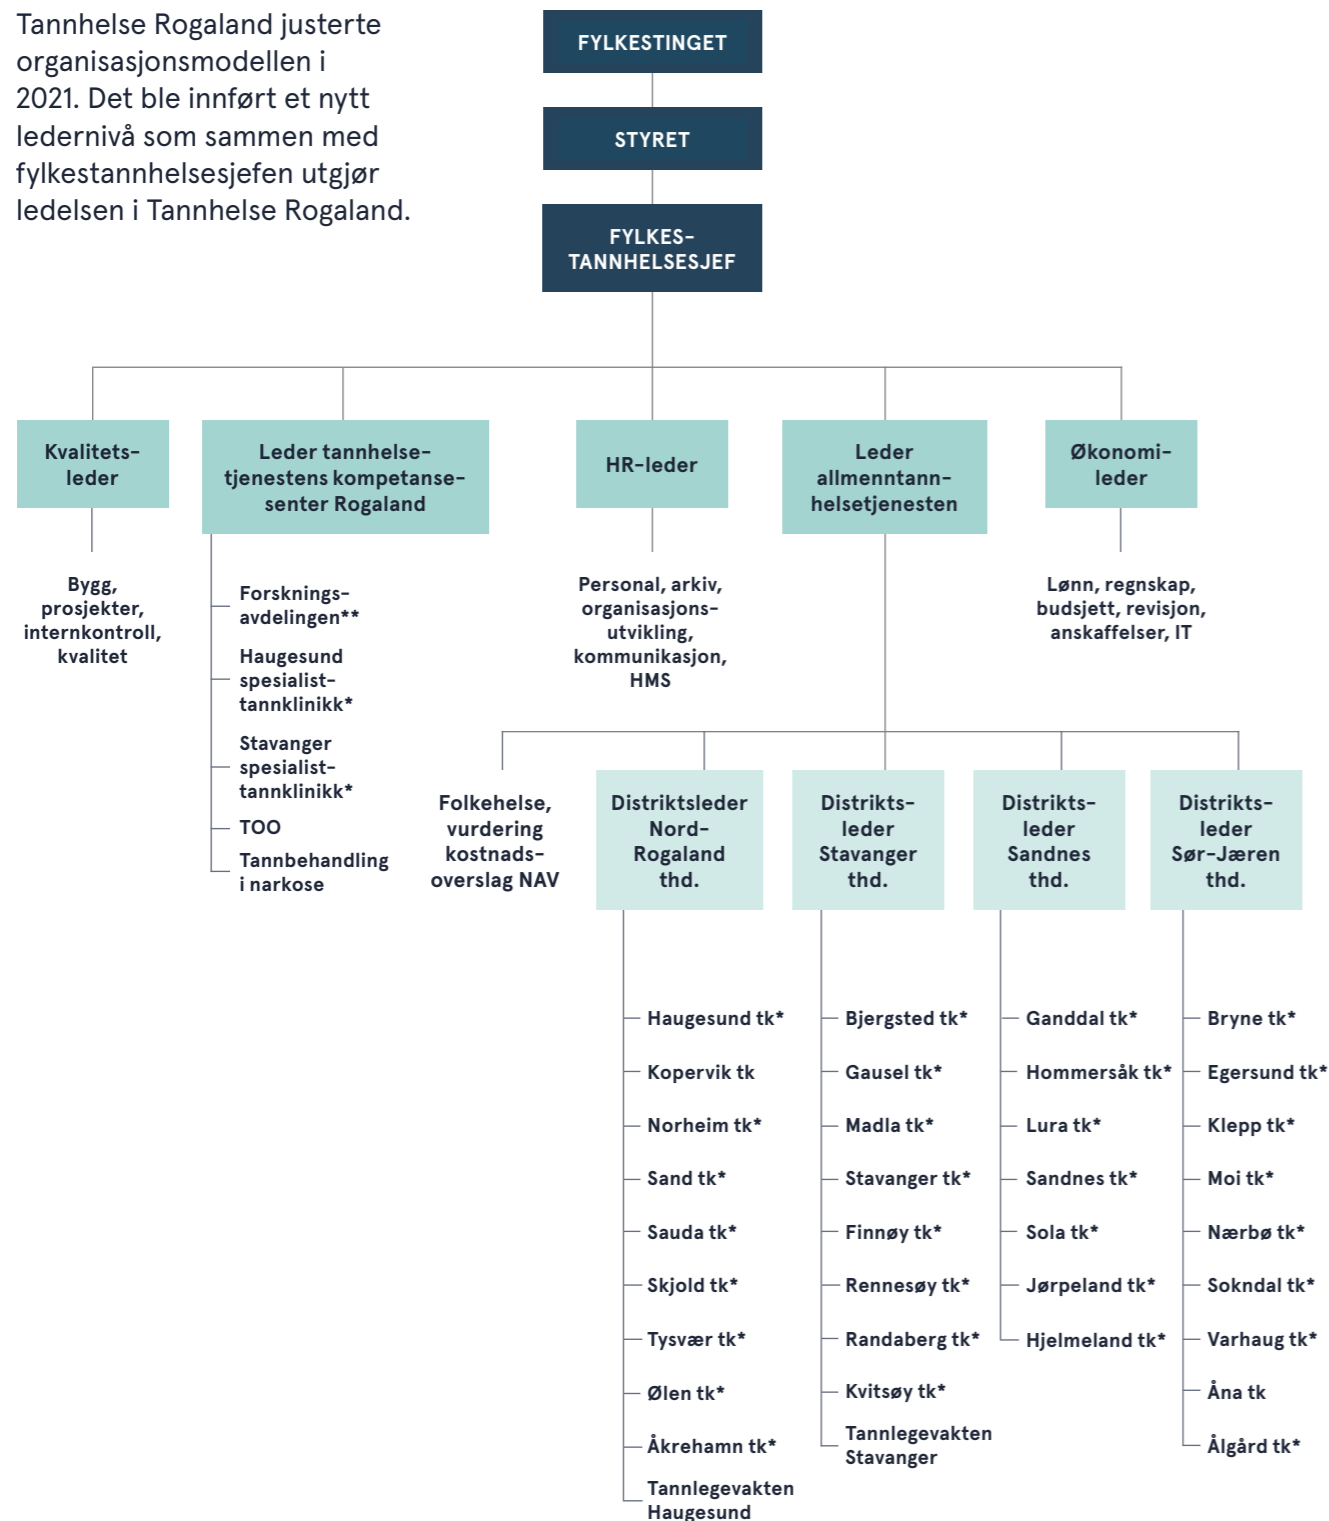 Tannhelse Rogaland justerte
organisasjonsmodellen i
2021. Det ble innført et nytt
ledernivå som sammen med
fylkestannhelsesjefen utgjør
ledelsen i Tannhelse Rogaland.
FYLKESTINGET
STYRET
FYLKES-
TANNHELSESJEF
Kvalitets-
leder
Leder tannhelse-
tjenestens kompetanse-
senter Rogaland
HR-leder
Leder
allmenntann-
helsetjenesten
Økonomi-
leder
Bygg,
prosjekter,
internkontroll,
kvalitet
Forsknings-
avdelingen**
Haugesund
spesialist-
tannklinikk*
Stavanger
spesialist-
tannklinikk*
TOO
Tannbehandling
i narkose
Personal, arkiv,
organisasjons-
utvikling,
kommunikasjon,
HMS
Lønn, regnskap,
budsjett, revisjon,
anskaffelser, IT
Folkehelse,
vurdering
kostnads-
overslag NAV
Distriktsleder
Nord-
Rogaland
thd.
Distrikts-
leder
Stavanger
thd.
Distrikts-
leder
Sandnes
thd.
Distrikts-
leder
Sør-Jæren
thd.
Haugesund tk*
Kopervik tk
Norheim tk*
Sand tk*
Sauda tk*
Skjold tk*
Tysvær tk*
Ølen tk*
Åkrehamn tk*
Tannlegevakten
Haugesund
Bjergsted tk*
Gausel tk*
Madla tk*
Stavanger tk*
Finnøy tk*
Rennesøy tk*
Randaberg tk*
Kvitsøy tk*
Tannlegevakten
Stavanger
Ganddal tk*
Hommersåk tk*
Lura tk*
Sandnes tk*
Sola tk*
Jørpeland tk*
Hjelmeland tk*
Bryne tk*
Egersund tk*
Klepp tk*
Moi tk*
Nærbø tk*
Sokndal tk*
Varhaug tk*
Åna tk
Ålgård tk*